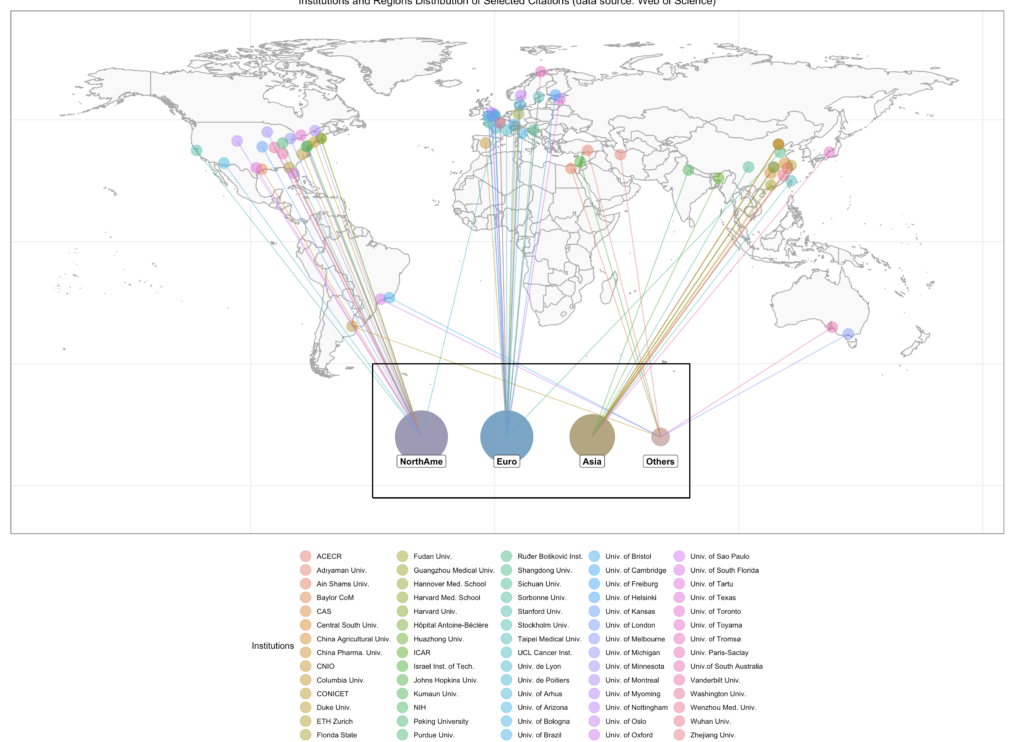 Institutions and Regions Distribution of Selected Citations (data source: Web of Science)
NorthAme
Euro
Asia
Others
Institutions
ACECR
Adıyaman Univ.
Ain Shams Univ.
Baylor CoM
CAS
Central South Univ.
China Agricultural Univ.
China Pharma. Univ.
CNIO
Columbia Univ.
CONICET
Duke Univ.
ETH Zurich
Florida State
Fudan Univ.
Guangzhou Medical Univ.
Hannover Med. School
Harvard Med. School
Harvard Univ.
Hôpital Antoine-Béclère
Huazhong Univ.
ICAR
Israel Inst. of Tech.
Johns Hopkins Univ.
Kumaun Univ.
NIH
Peking University
Purdue Univ.
Ruđer Bošković Inst.
Shangdong Univ.
Sichuan Univ.
Sorbonne Univ.
Stanford Univ.
Stockholm Univ.
Taipei Medical Univ.
UCL Cancer Inst.
Univ. de Lyon
Univ. de Poitiers
Univ. of Arhus
Univ. of Arizona
Univ. of Bologna
Univ. of Brazil
Univ. of Bristol
Univ. of Cambridge
Univ. of Freiburg
Univ. of Helsinki
Univ. of Kansas
Univ. of London
Univ. of Melbourne
Univ. of Michigan
Univ. of Minnesota
Univ. of Montreal
Univ. of Myoming
Univ. of Nottingham
Univ. of Oslo
Univ. of Oxford
Univ. of Sao Paulo
Univ. of South Florida
Univ. of Tartu
Univ. of Texas
Univ. of Toronto
Univ. of Toyama
Univ. of Tromsø
Univ. Paris-Saclay
Univ.of South Australia
Vanderbilt Univ.
Washington Univ.
Wenzhou Med. Univ.
Wuhan Univ.
Zhejiang Univ.